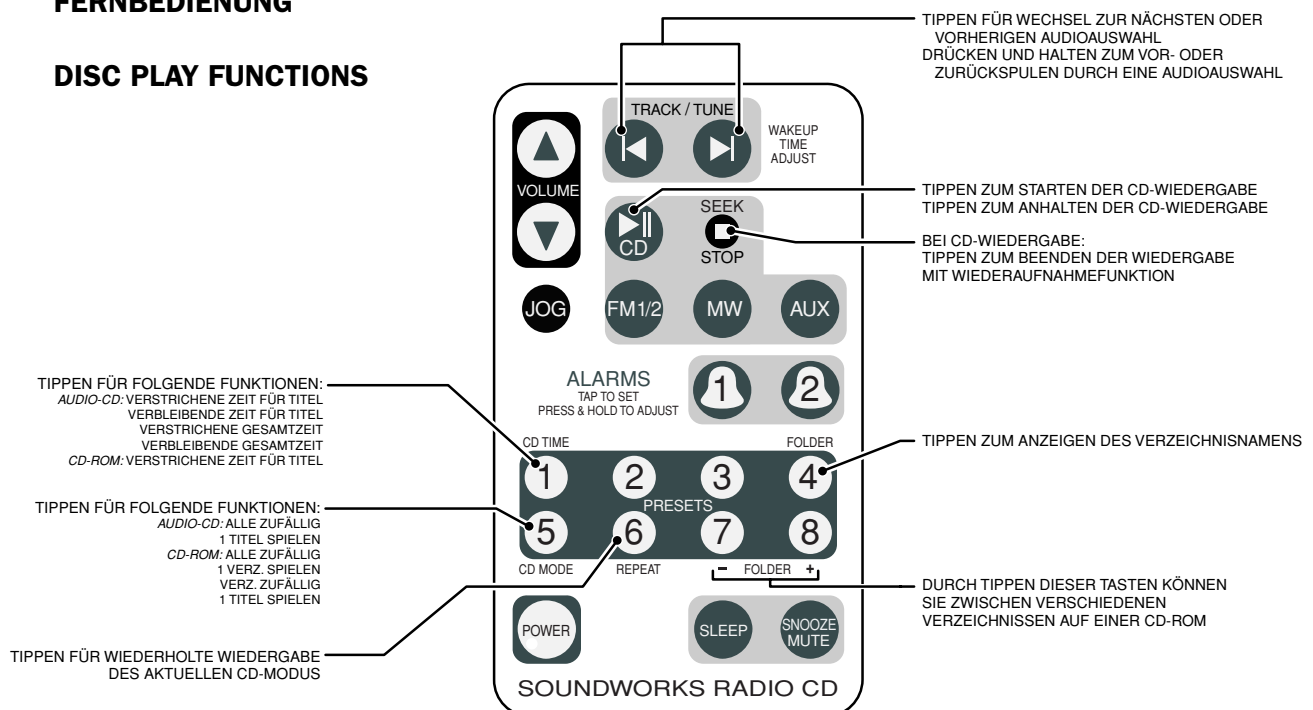 FERNBEDIENUNG
DISC PLAY FUNCTIONS
TIPPEN FÜR WECHSEL ZUR NÄCHSTEN ODER
VORHERIGEN AUDIOAUSWAHL
DRÜCKEN UND HALTEN ZUM VOR- ODER
ZURÜCKSPULEN DURCH EINE AUDIOAUSWAHL
TRACK / TUNE
WAKEUP
TIME
ADJUST
VOLUME
TIPPEN ZUM STARTEN DER CD-WIEDERGABE
TIPPEN ZUM ANHALTEN DER CD-WIEDERGABE
SEEK
CD
STOP
BEI CD-WIEDERGABE:
TIPPEN ZUM BEENDEN DER WIEDERGABE
MIT WIEDERAUFNAHMEFUNKTION
JOG
FM1/2
MW
AUX
ALARMS
TAP TO SET
PRESS & HOLD TO ADJUST
1
2
TIPPEN FÜR FOLGENDE FUNKTIONEN:
AUDIO-CD: VERSTRICHENE ZEIT FÜR TITEL
VERBLEIBENDE ZEIT FÜR TITEL
VERSTRICHENE GESAMTZEIT
VERBLEIBENDE GESAMTZEIT
CD-ROM: VERSTRICHENE ZEIT FÜR TITEL
CD TIME
FOLDER
TIPPEN ZUM ANZEIGEN DES VERZEICHNISNAMENS
1
2
3
4
PRESETS
5
6
7
8
CD MODE
REPEAT
– FOLDER +
TIPPEN FÜR FOLGENDE FUNKTIONEN:
AUDIO-CD: ALLE ZUFÄLLIG
1 TITEL SPIELEN
CD-ROM: ALLE ZUFÄLLIG
1 VERZ. SPIELEN
VERZ. ZUFÄLLIG
1 TITEL SPIELEN
DURCH TIPPEN DIESER TASTEN KÖNNEN
SIE ZWISCHEN VERSCHIEDENEN
VERZEICHNISSEN AUF EINER CD-ROM
POWER
SLEEP
SNOOZE
MUTE
TIPPEN FÜR WIEDERHOLTE WIEDERGABE
DES AKTUELLEN CD-MODUS
SOUNDWORKS RADIO CD